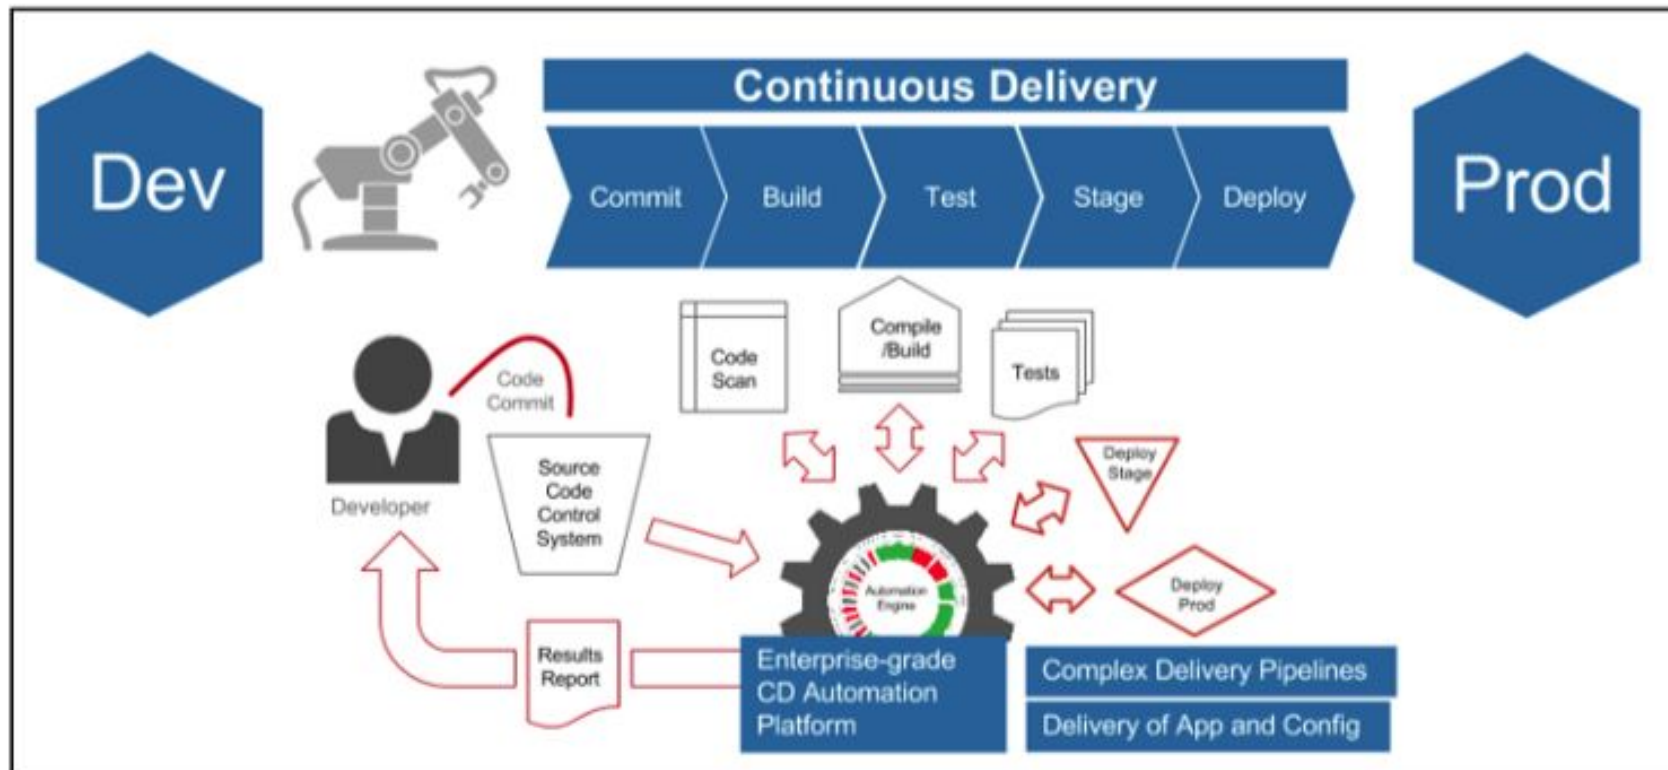 Continuous Delivery
Dev
Commit
Build
Test
Stage
Deploy
Prod
Code
Scan
Compile
/Build
Tests
Code
Commit
Developer
Source
Code
Control
System
Deploy
Stage
Automation
Engine
Deploy
Prod
Results
Report
Enterprise-grade
CD Automation
Platform
Complex Delivery Pipelines
Delivery of App and Config